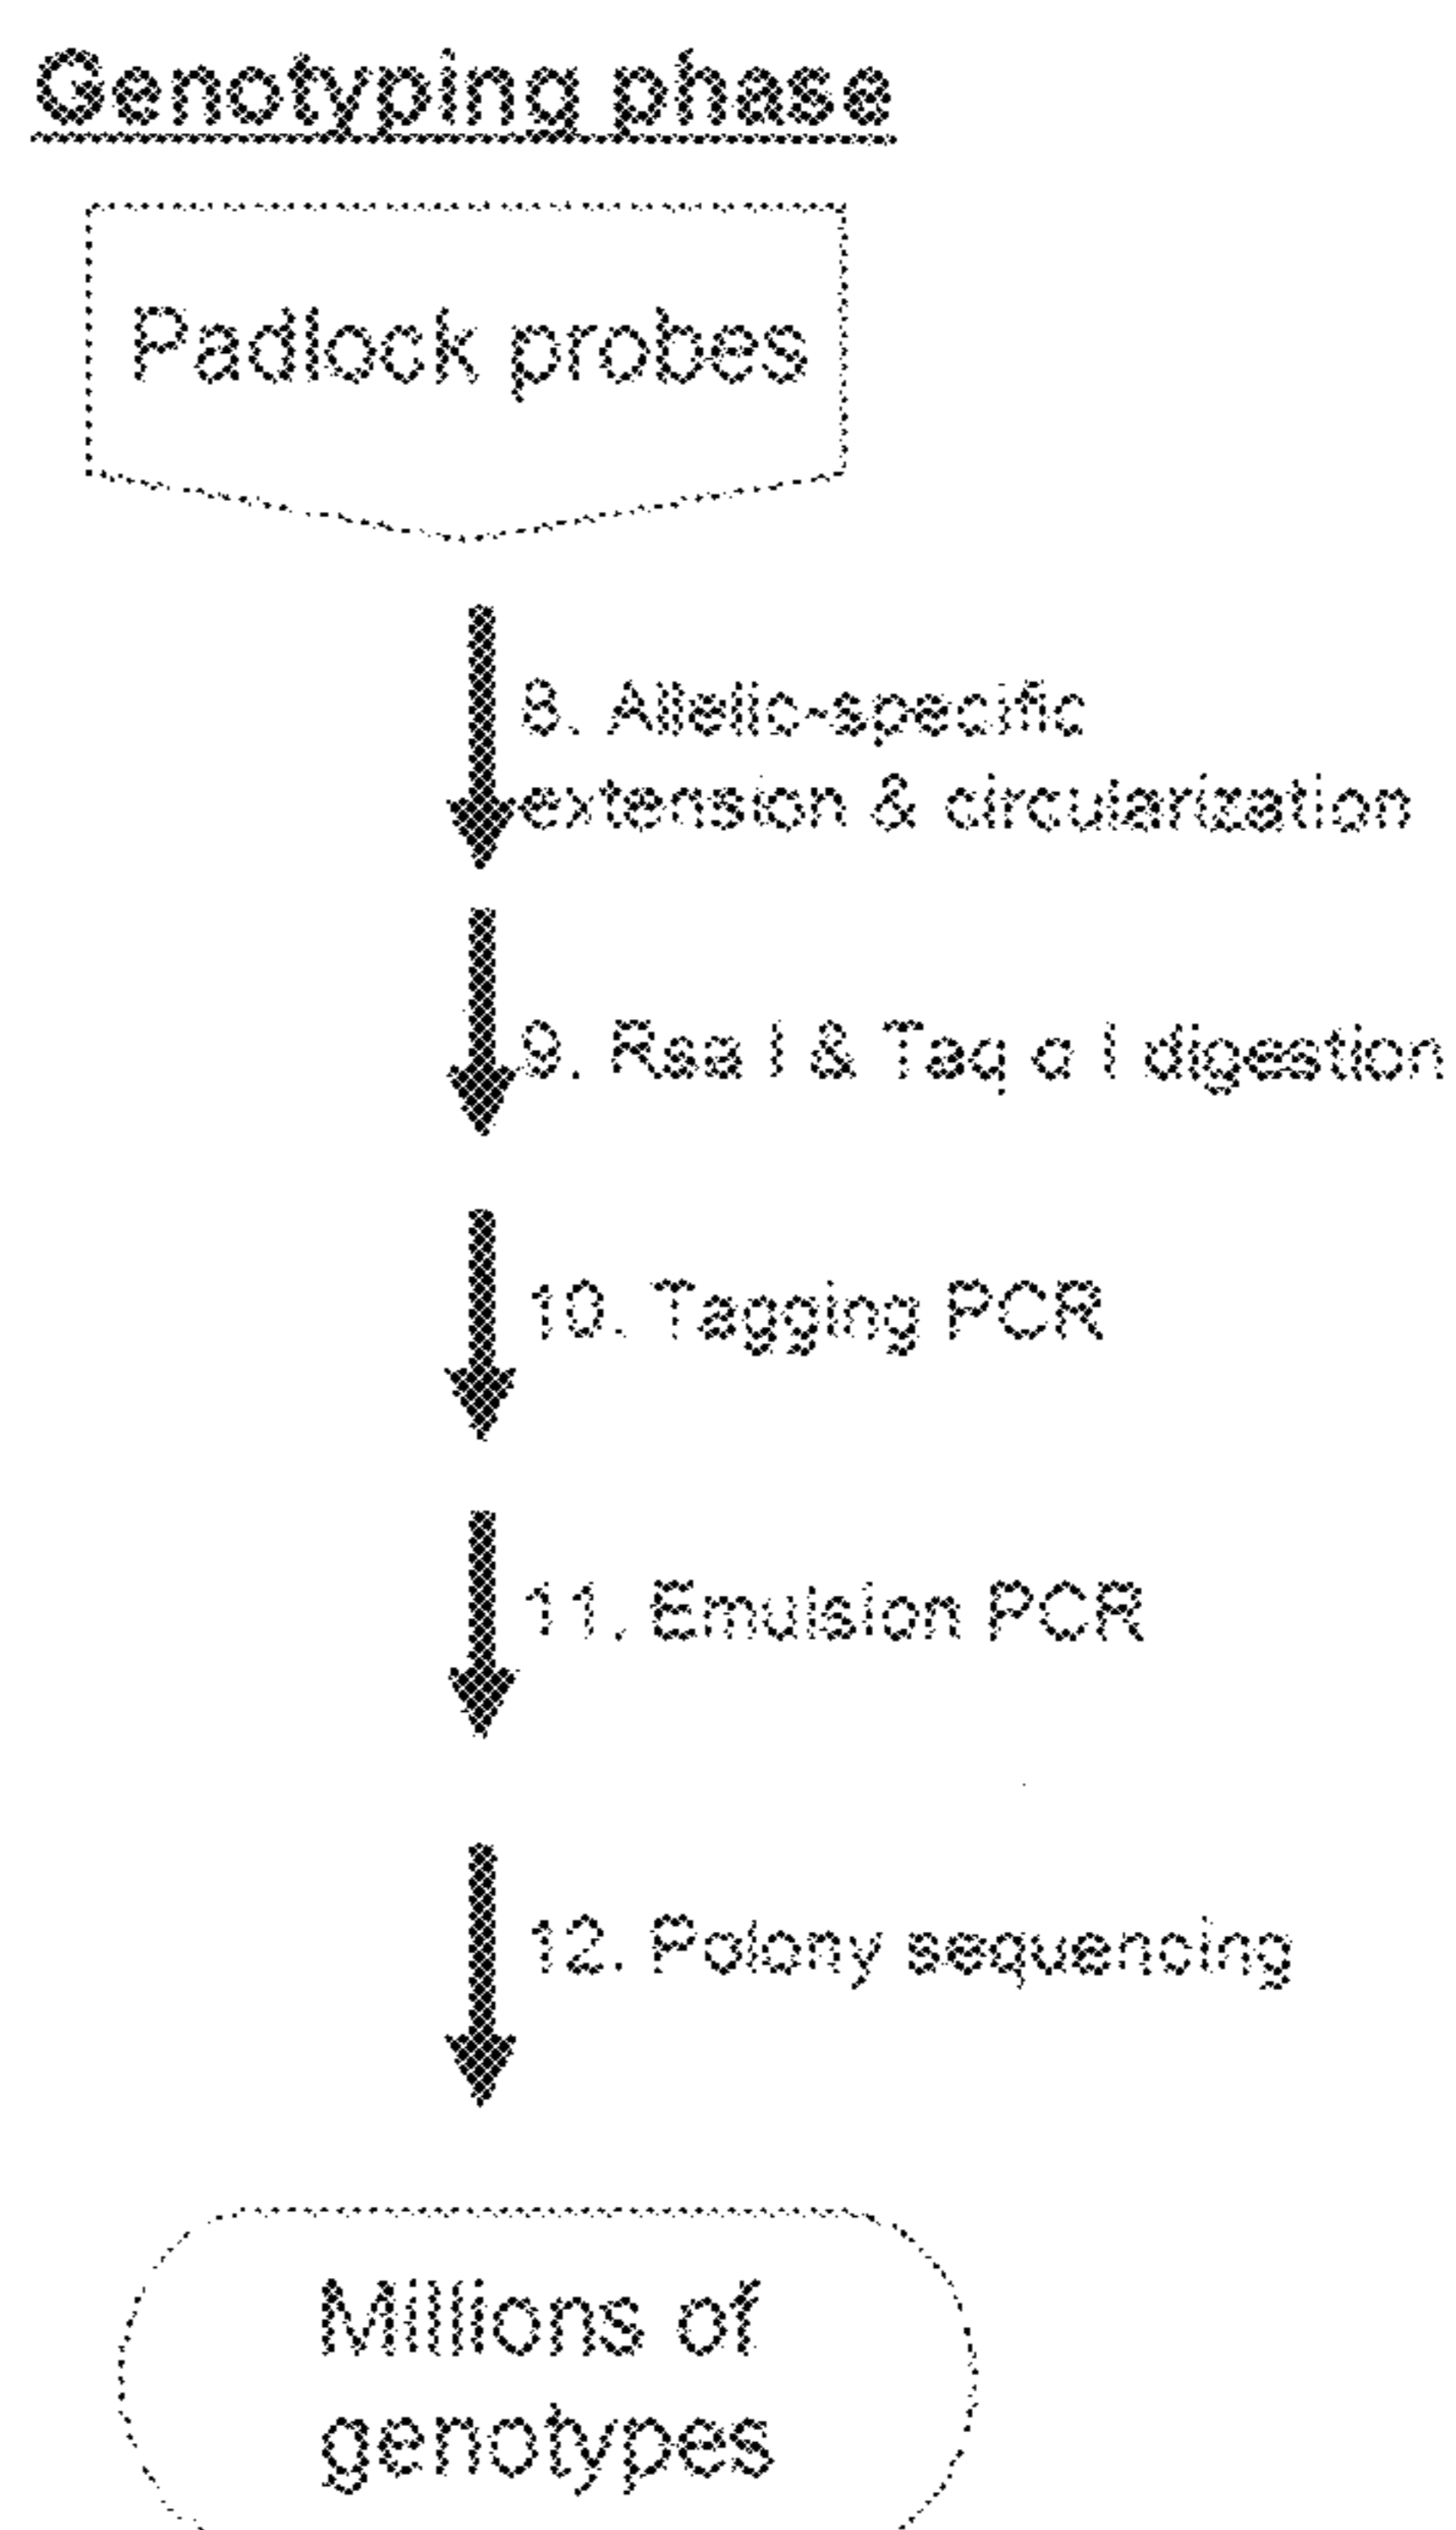 Genotyping phase
Padlock probes
8. Allelic-specific
extension & circularization
9. Rsa I & Taq α I digestion
10. Tagging PCR
11. Emulsion PCR
12. Polony sequencing
Millions of
genotypes